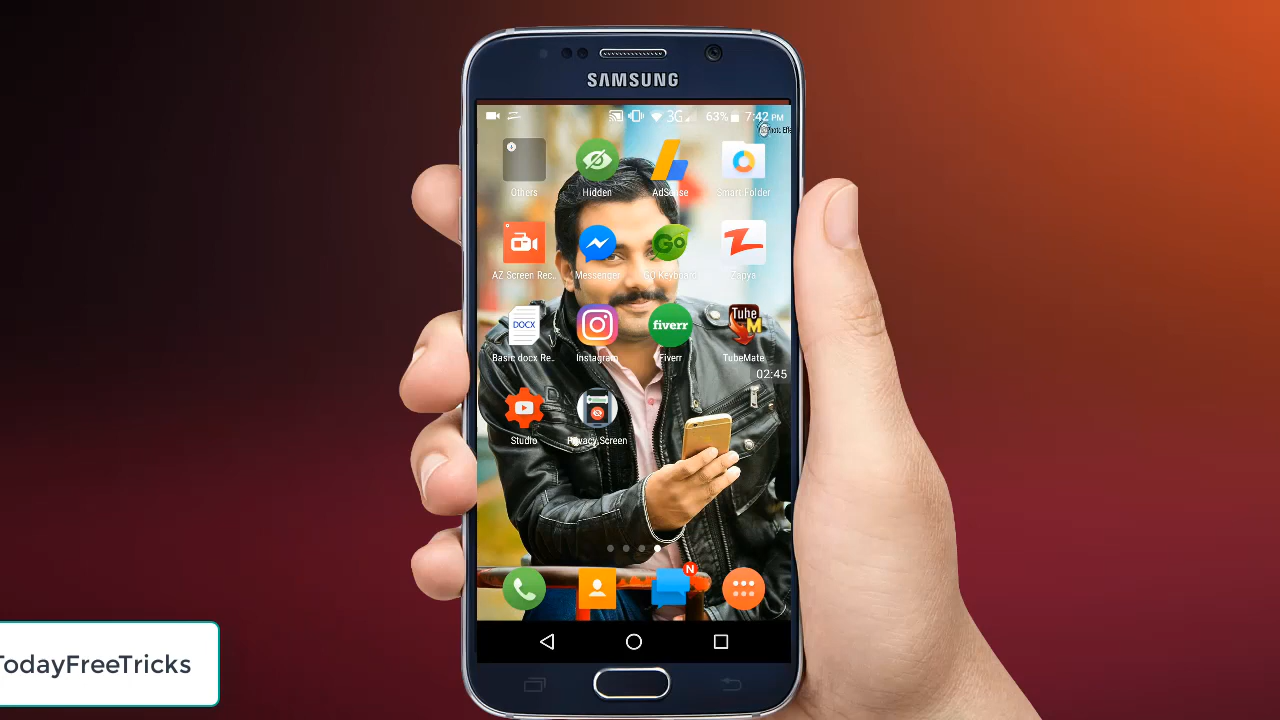 SAMSUNG
3G 63% 7:42 PM
Others Hidden AdSense Smart Folder
AZ Screen Rec.. Messenger GO Keyboard Zapya
DOCX fiverr Tube M
Basic docx Re.. Instagram Fiverr TubeMate
02:45
Studio Privacy Screen
N
TodayFreeTricks